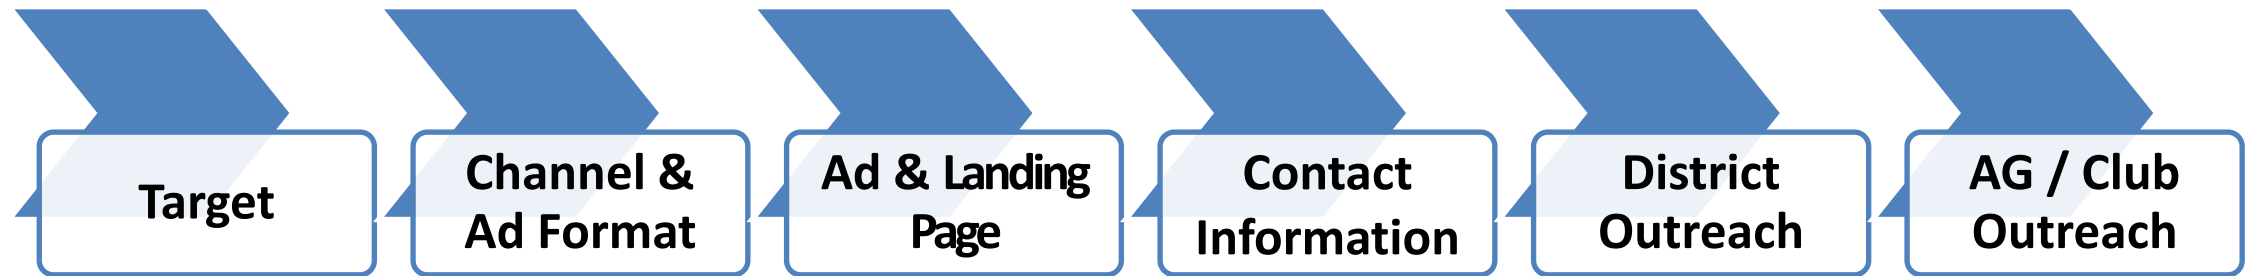 Target
Channel &
Ad Format
Ad & Landing
Page
Contact
Information
District
Outreach
AG / Club
Outreach